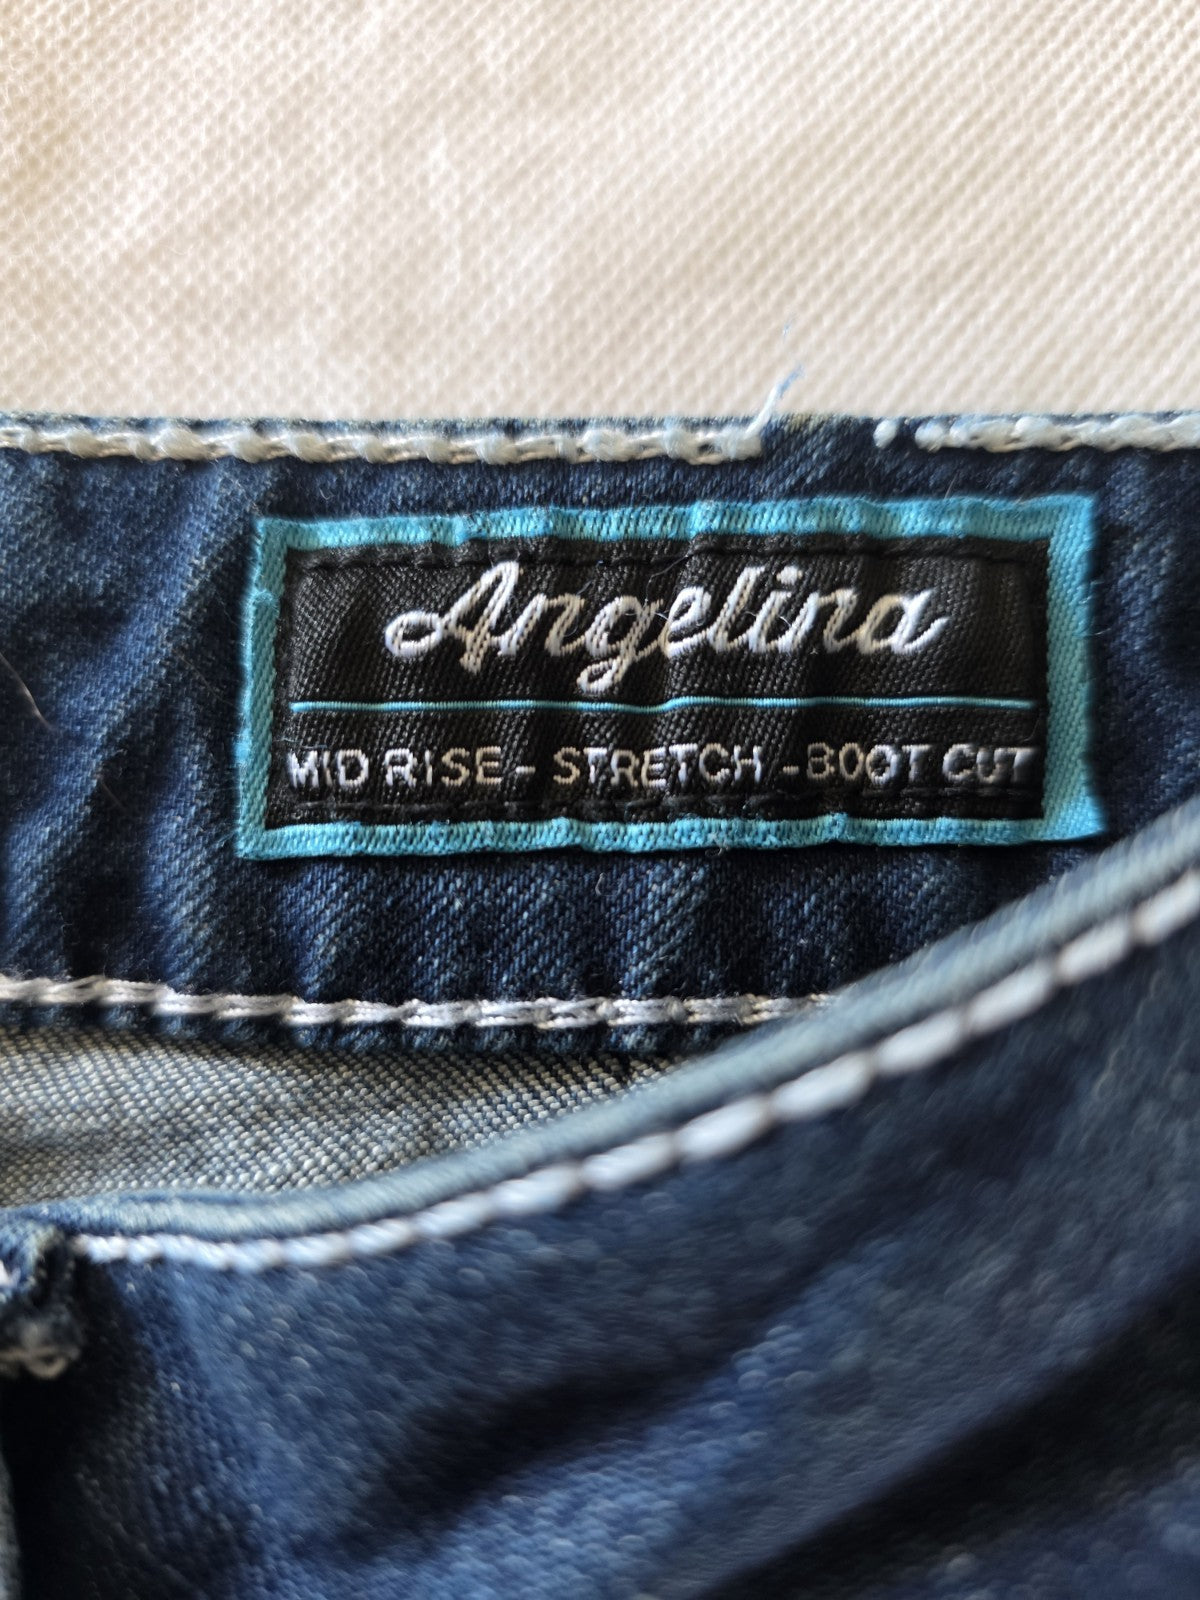 Angelina
MID RISE - STRETCH - BOOT CUT